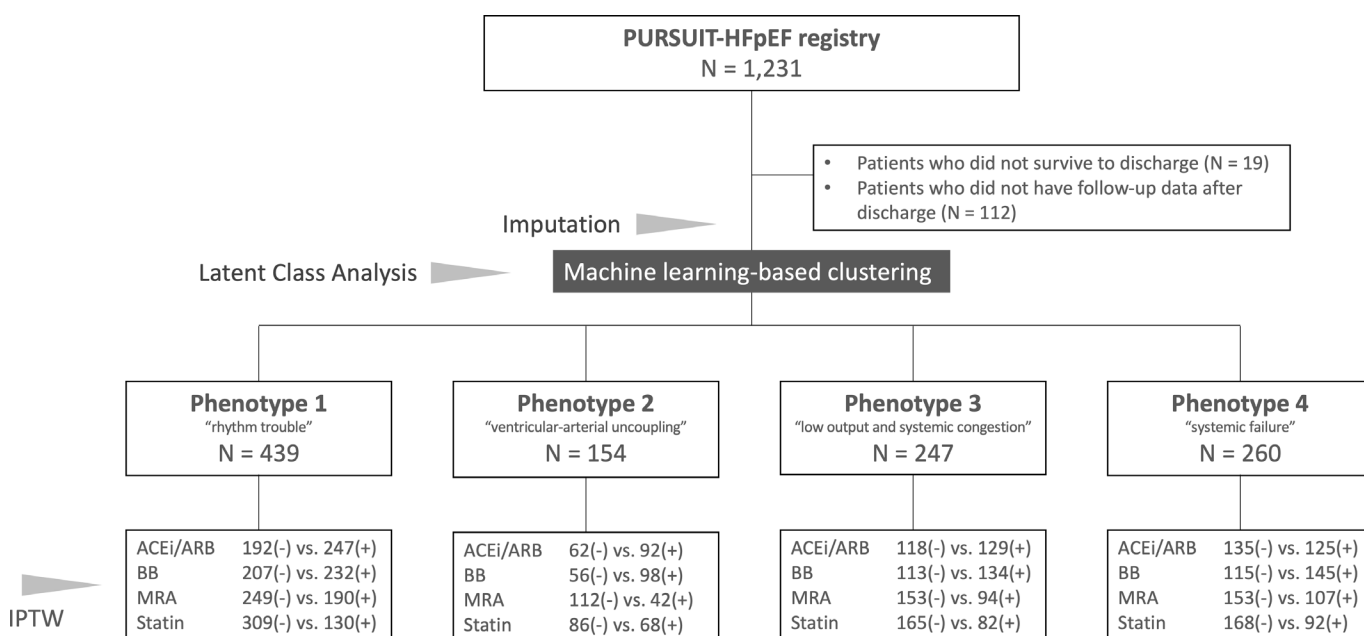 PURSUIT-HFpEF registry
N = 1,231
• Patients who did not survive to discharge (N = 19)
• Patients who did not have follow-up data after
discharge (N = 112)
Imputation
Latent Class Analysis
Machine learning-based clustering
Phenotype 1
“rhythm trouble”
N = 439
Phenotype 2
“ventricular-arterial uncoupling”
N = 154
Phenotype 3
“low output and systemic congestion”
N = 247
Phenotype 4
“systemic failure”
N = 260
IPTW
ACEi/ARB 192(-) vs. 247(+)
BB 207(-) vs. 232(+)
MRA 249(-) vs. 190(+)
Statin 309(-) vs. 130(+)
ACEi/ARB 62(-) vs. 92(+)
BB 56(-) vs. 98(+)
MRA 112(-) vs. 42(+)
Statin 86(-) vs. 68(+)
ACEi/ARB 118(-) vs. 129(+)
BB 113(-) vs. 134(+)
MRA 153(-) vs. 94(+)
Statin 165(-) vs. 82(+)
ACEi/ARB 135(-) vs. 125(+)
BB 115(-) vs. 145(+)
MRA 153(-) vs. 107(+)
Statin 168(-) vs. 92(+)